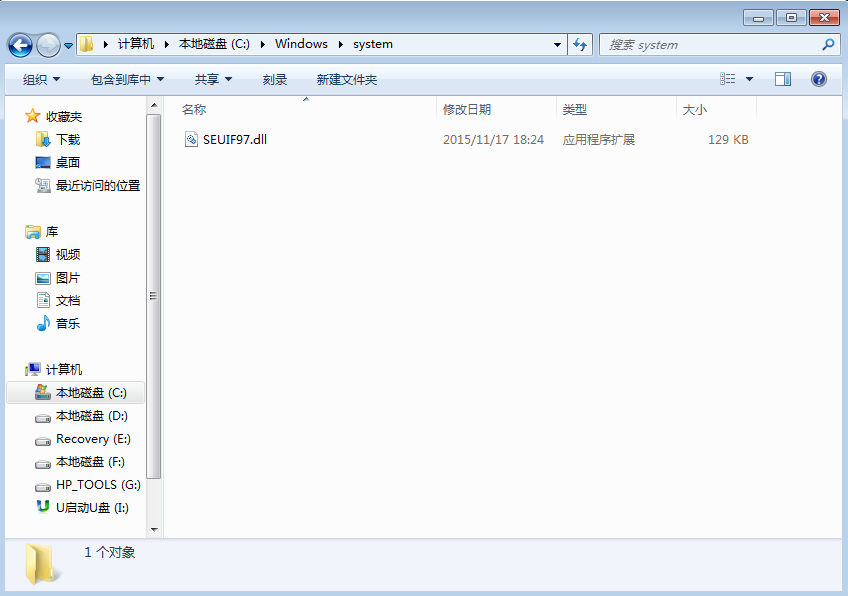 计算机 本地磁盘 (C:) Windows system 搜索 system
组织 包含到库中 共享 刻录 新建文件夹
收藏夹
下载
桌面
最近访问的位置
库
视频
图片
文档
音乐
计算机
本地磁盘 (C:)
本地磁盘 (D:)
Recovery (E:)
本地磁盘 (F:)
HP_TOOLS (G:)
U启动U盘 (I:)
名称 修改日期 类型 大小
SEUIF97.dll 2015/11/17 18:24 应用程序扩展 129 KB
1 个对象